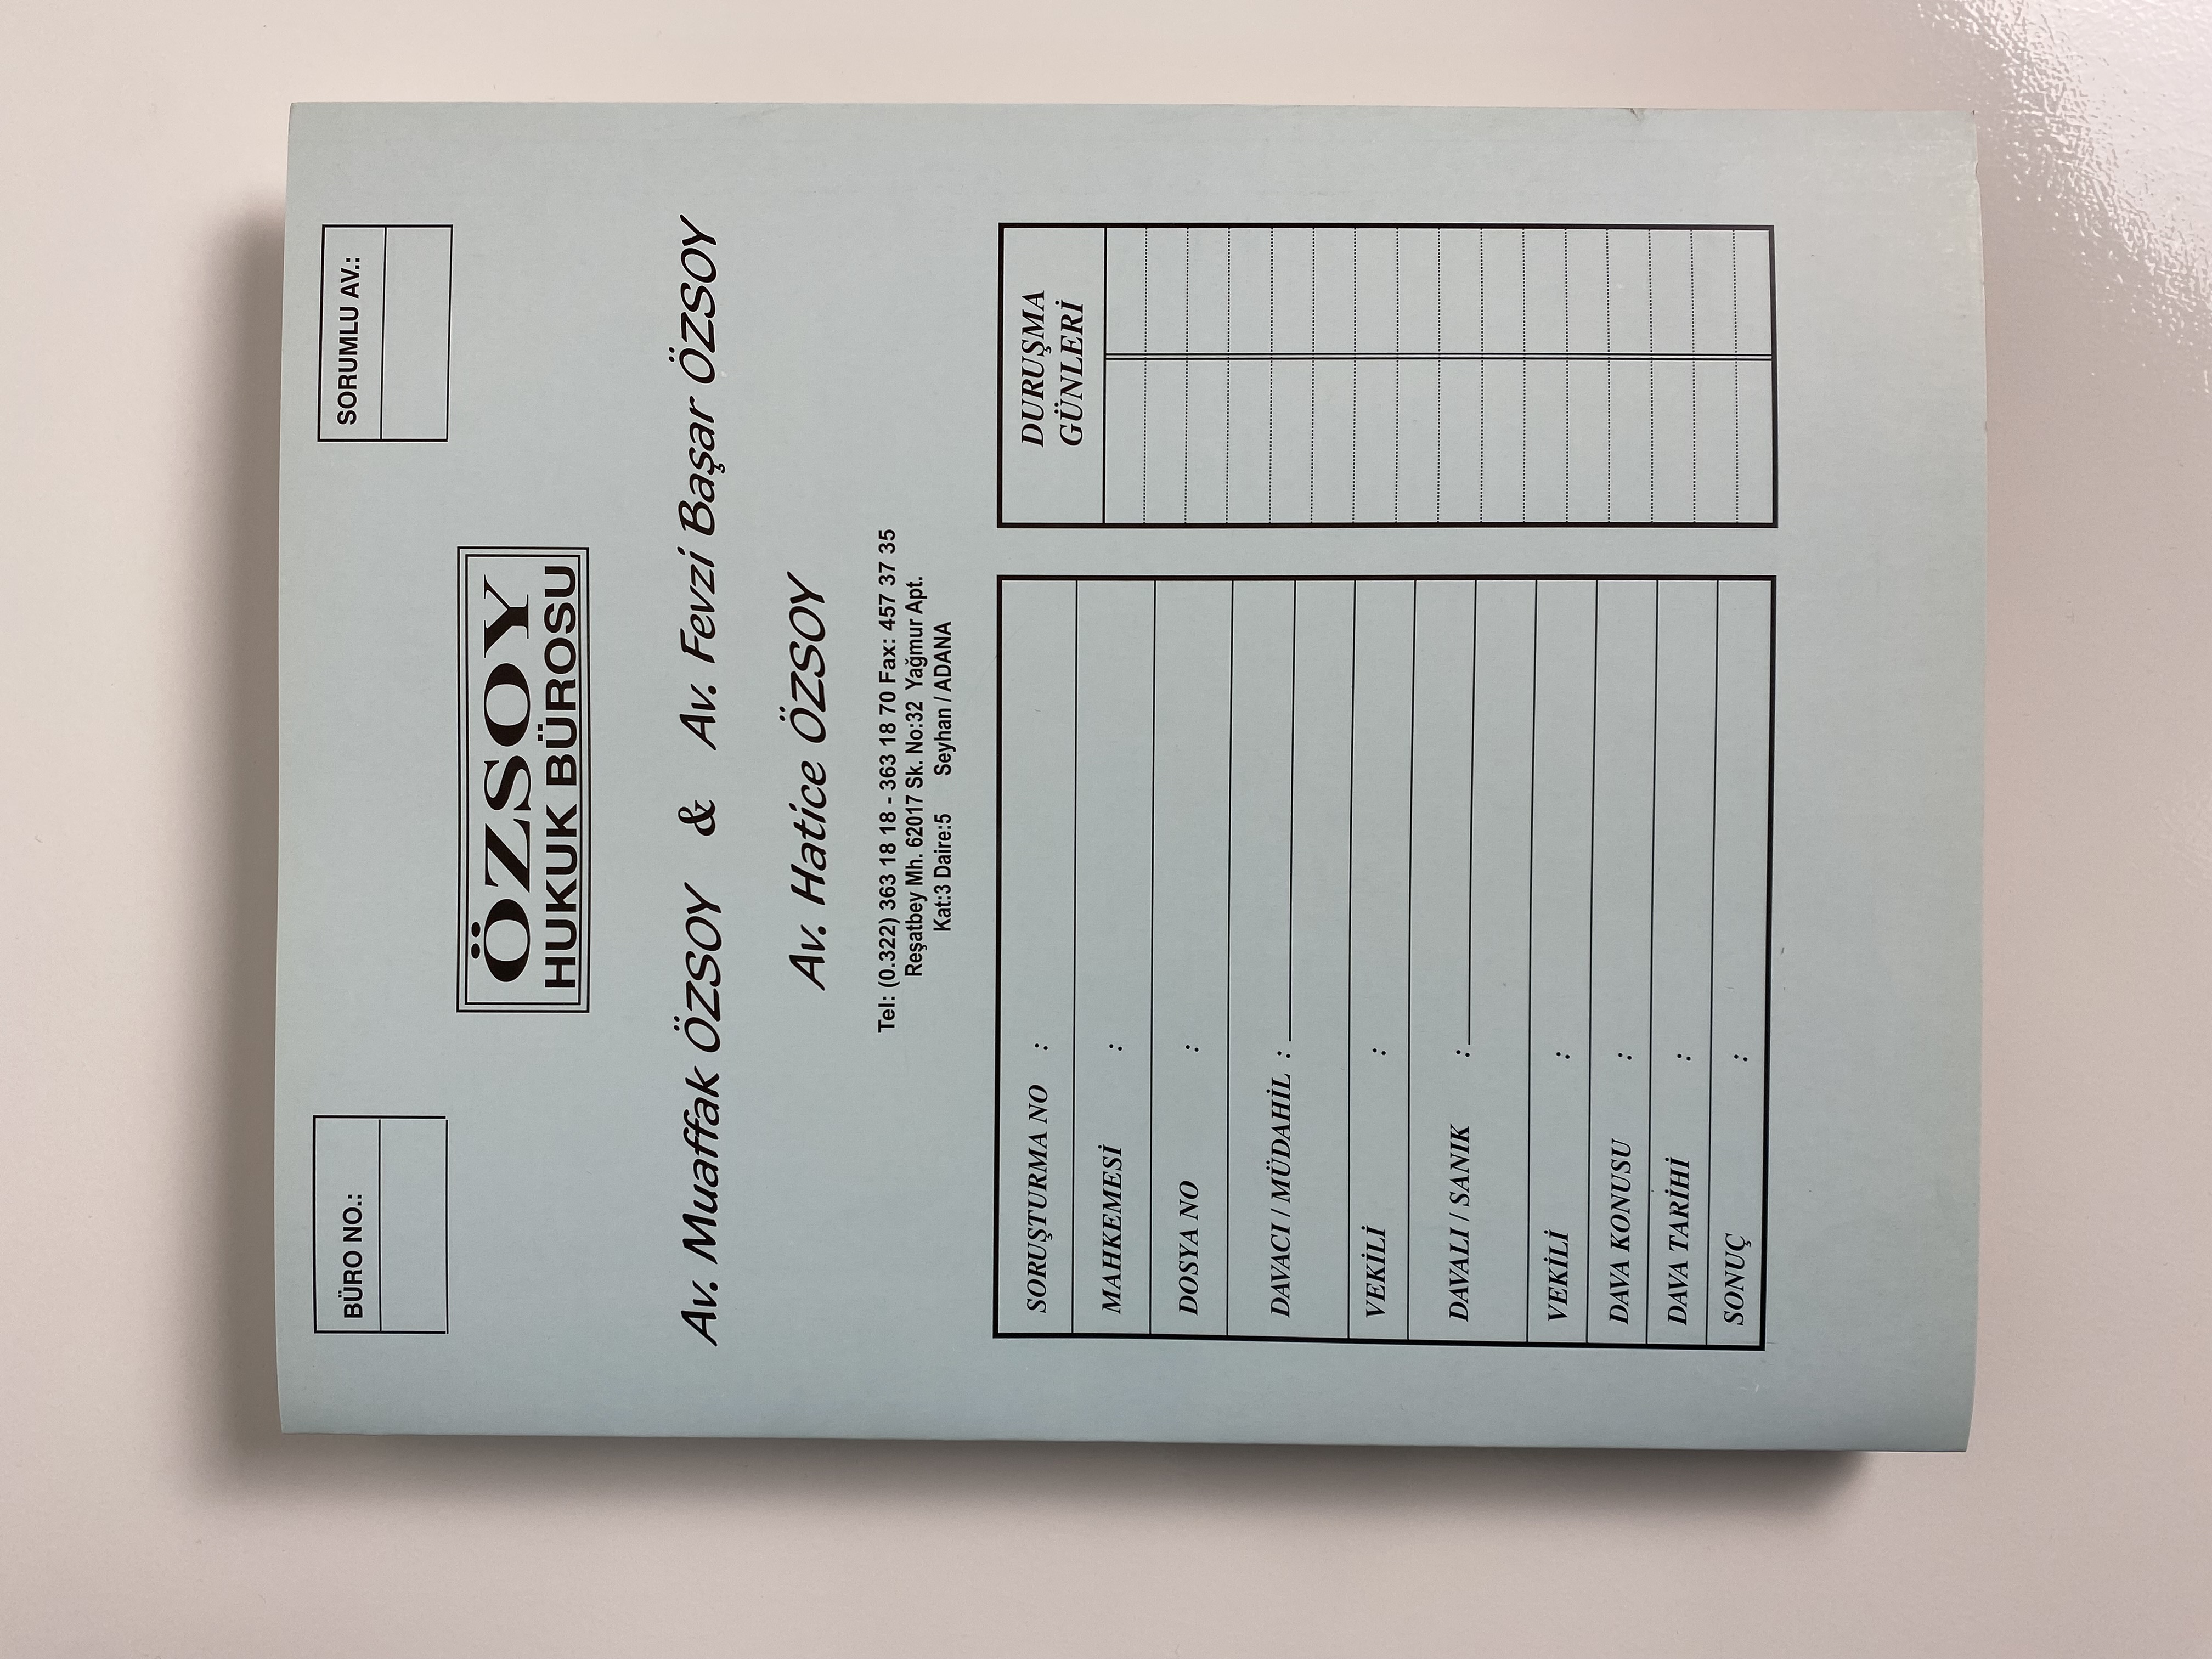 BÜRO NO.:
SORUMLU AV.:
ÖZSOY
HUKUK BÜROSU
Av. Muaffak ÖZSOY & Av. Fevzi Başar ÖZSOY
Av. Hatice ÖZSOY
Tel: (0.322) 363 18 18 - 363 18 70 Fax: 457 37 35
Reşatbey Mh. 62017 Sk. No:32 Yağmur Apt.
Kat:3 Daire:5 Seyhan / ADANA
SORUŞTURMA NO :
MAHKEMESİ :
DOSYA NO :
DAVACI / MÜDAHİL :
VEKİLİ :
DAVALI / SANIK :
VEKİLİ :
DAVA KONUSU :
DAVA TARİHİ :
SONUÇ :
DURUŞMA
GÜNLERİ